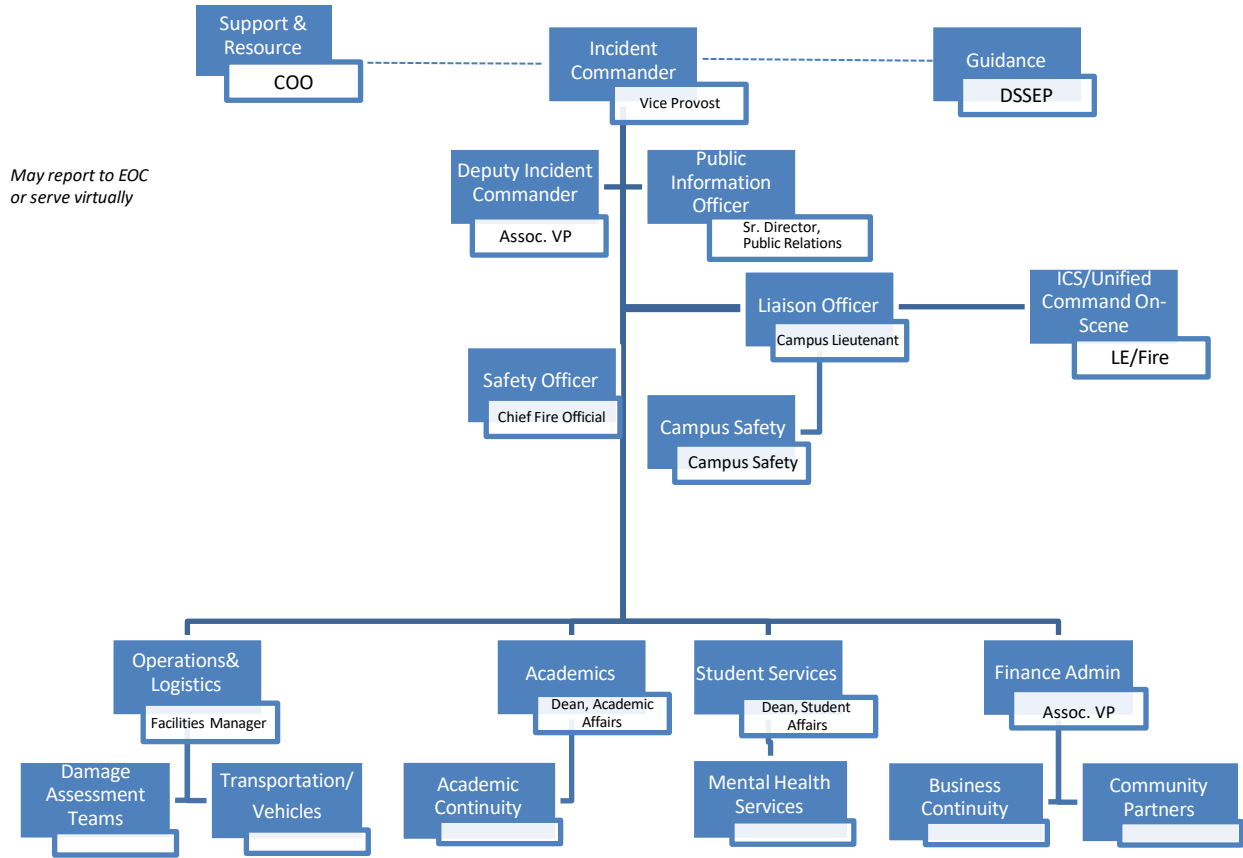 Support &
Resource
COO
Incident
Commander
Vice Provost
Guidance
DSSEP
May report to EOC
or serve virtually
Deputy Incident
Commander
Assoc. VP
Public
Information
Officer
Sr. Director,
Public Relations
Liaison Officer
Campus Lieutenant
ICS/Unified
Command On-
Scene
LE/Fire
Safety Officer
Chief Fire Official
Campus Safety
Campus Safety
Operations&
Logistics
Facilities Manager
Academics
Dean, Academic
Affairs
Student Services
Dean, Student
Affairs
Finance Admin
Assoc. VP
Damage
Assessment
Teams
Transportation/
Vehicles
Academic
Continuity
Mental Health
Services
Business
Continuity
Community
Partners